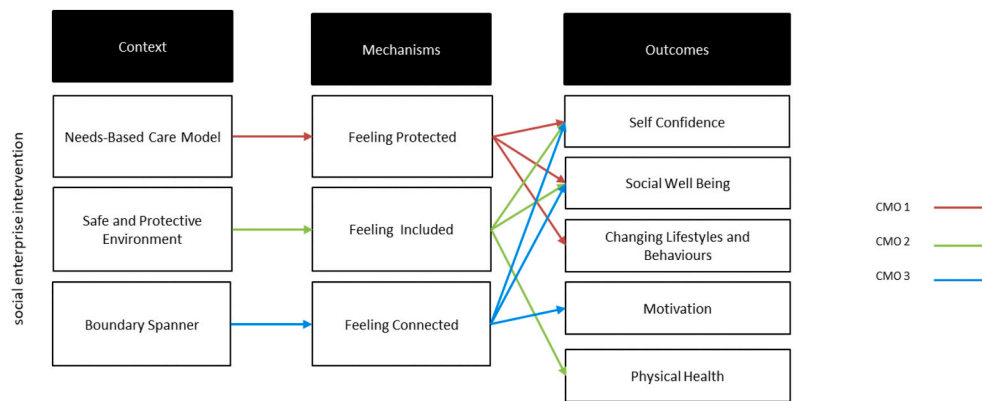 Context
Mechanisms
Outcomes
social enterprise intervention
Needs-Based Care Model
Feeling Protected
Self Confidence
Social Well Being
Safe and Protective
Environment
Feeling Included
Changing Lifestyles and
Behaviours
Boundary Spanner
Feeling Connected
Motivation
Physical Health
CMO 1
CMO 2
CMO 3